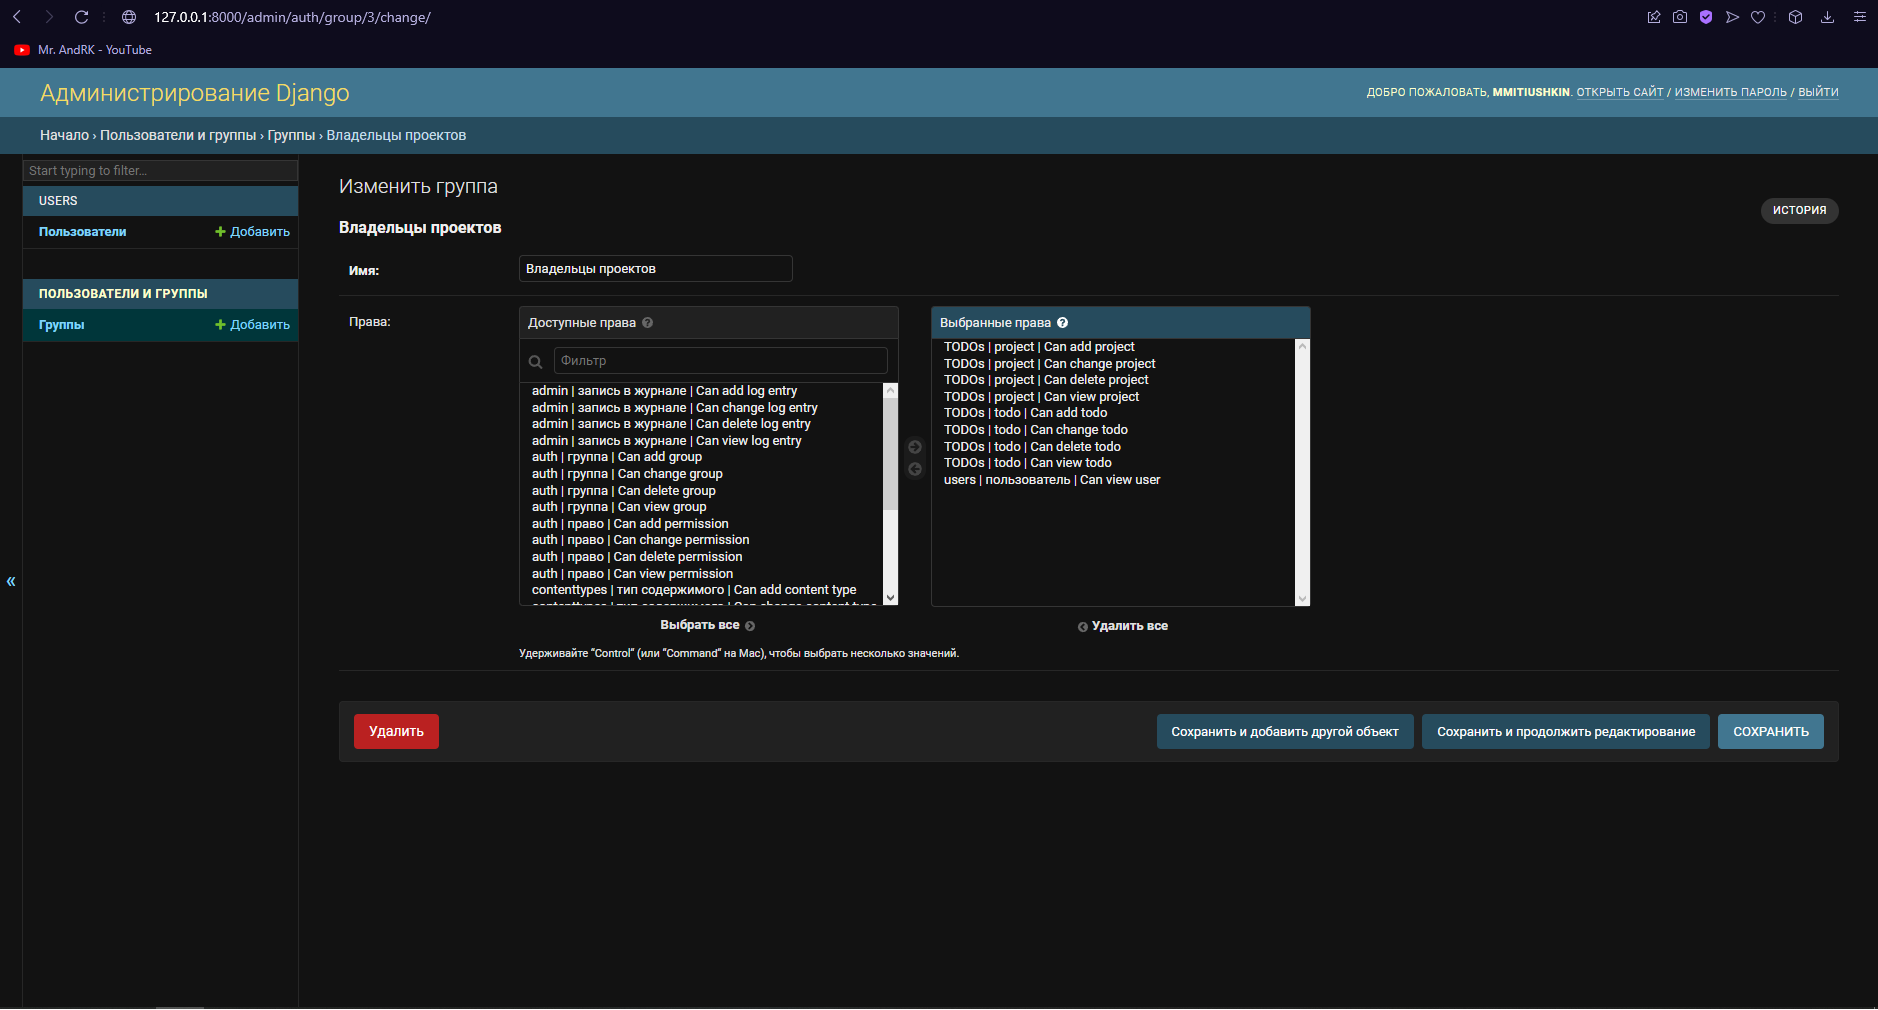 127.0.0.1:8000/admin/auth/group/3/change/
Mr. AndRK - YouTube
Администрирование Django
ДОБРО ПОЖАЛОВАТЬ, MMITIUSHKIN. ОТКРЫТЬ САЙТ / ИЗМЕНИТЬ ПАРОЛЬ / ВЫЙТИ
Начало › Пользователи и группы › Группы › Владельцы проектов
Start typing to filter...
USERS
Пользователи
Добавить
ПОЛЬЗОВАТЕЛИ И ГРУППЫ
Группы
Добавить
«
Изменить группа
ИСТОРИЯ
Владельцы проектов
Имя:
Владельцы проектов
Права:
Доступные права ?
Фильтр
admin | запись в журнале | Can add log entry
admin | запись в журнале | Can change log entry
admin | запись в журнале | Can delete log entry
admin | запись в журнале | Can view log entry
auth | группа | Can add group
auth | группа | Can change group
auth | группа | Can delete group
auth | группа | Can view group
auth | право | Can add permission
auth | право | Can change permission
auth | право | Can delete permission
auth | право | Can view permission
contenttypes | тип содержимого | Can add content type
contenttypes | тип содержимого | Can change content type
Выбрать все
Выбранные права ?
TODOs | project | Can add project
TODOs | project | Can change project
TODOs | project | Can delete project
TODOs | project | Can view project
TODOs | todo | Can add todo
TODOs | todo | Can change todo
TODOs | todo | Can delete todo
TODOs | todo | Can view todo
users | пользователь | Can view user
Удалить все
Удерживайте “Control“ (или “Command“ на Mac), чтобы выбрать несколько значений.
Удалить
Сохранить и добавить другой объект
Сохранить и продолжить редактирование
СОХРАНИТЬ